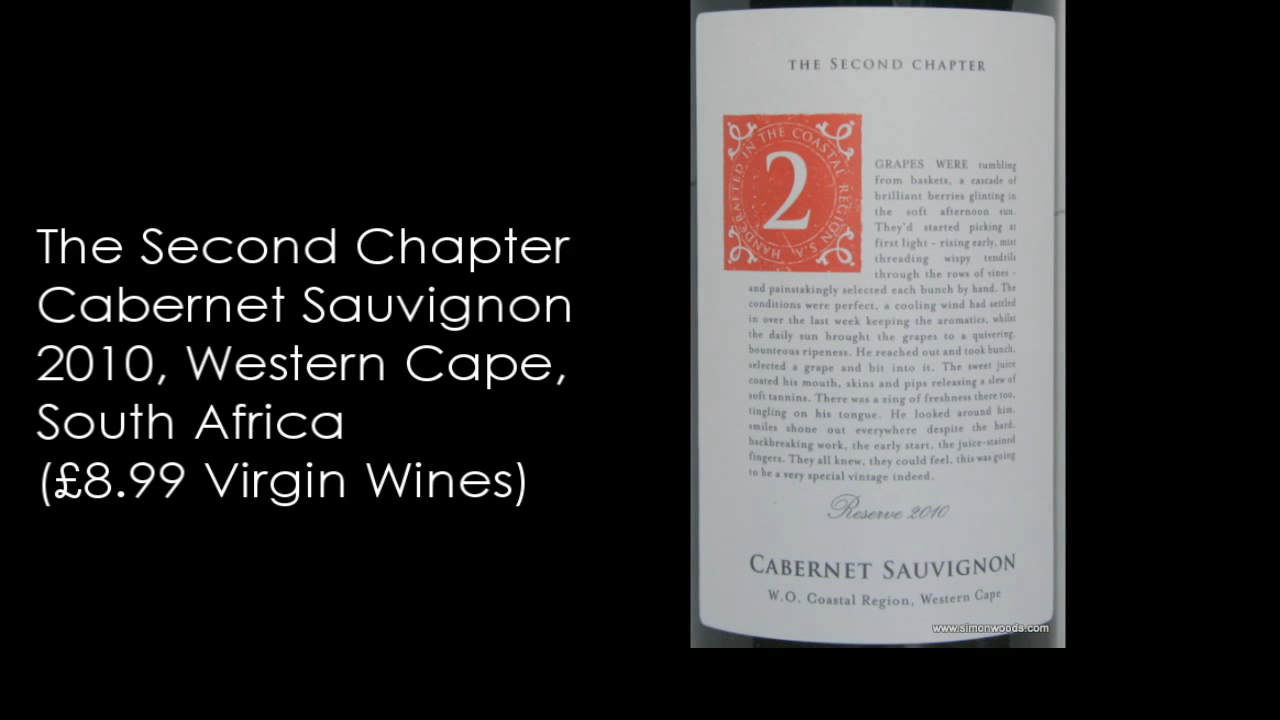 The Second Chapter
Cabernet Sauvignon
2010, Western Cape,
South Africa
(£8.99 Virgin Wines)
THE SECOND CHAPTER
HANDCRAFTED IN THE COASTAL REGION S.A.
2
GRAPES WERE tumbling
from baskets, a cascade of
brilliant berries glinting in
the soft afternoon sun.
They'd started picking at
first light – rising early, mist
threading wispy tendrils
through the rows of vines –
and painstakingly selected each bunch by hand. The
conditions were perfect, a cooling wind had settled
in over the last week keeping the aromatics, whilst
the daily sun brought the grapes to a quivering,
bounteous ripeness. He reached out and took bunch,
selected a grape and bit into it. The sweet juice
coated his mouth, skins and pips releasing a slew of
soft tannins. There was a zing of freshness there too,
tingling on his tongue. He looked around him,
smiles shone out everywhere despite the hard,
backbreaking work, the early start, the juice-stained
fingers. They all knew, they could feel, this was going
to be a very special vintage indeed.
Reserve 2010
CABERNET SAUVIGNON
W.O. Coastal Region, Western Cape
www.simonwoods.com